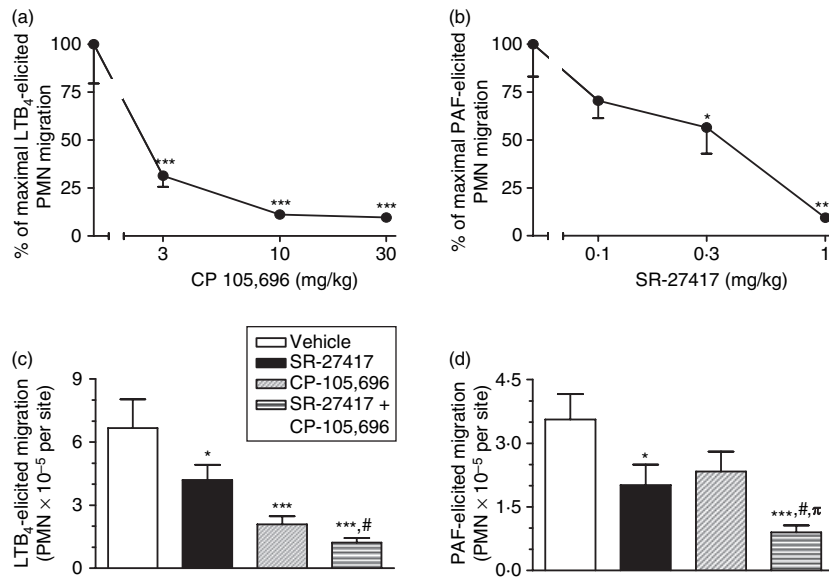 (a)
% of maximal LTB₄-elicited
PMN migration
100
75
50
25
0
***
***
***
3
10
30
CP 105,696 (mg/kg)
(b)
% of maximal PAF-elicited
PMN migration
100
75
50
25
0
*
0·1
0·3
1
SR-27417 (mg/kg)
(c)
LTB₄-elicited migration
(PMN × 10⁻⁵ per site)
9
6
3
0
*
***
***,#
Vehicle
SR-27417
CP-105,696
SR-27417 +
CP-105,696
(d)
PAF-elicited migration
(PMN × 10⁻⁵ per site)
4·5
3·0
1·5
0·0
*
***,#,π